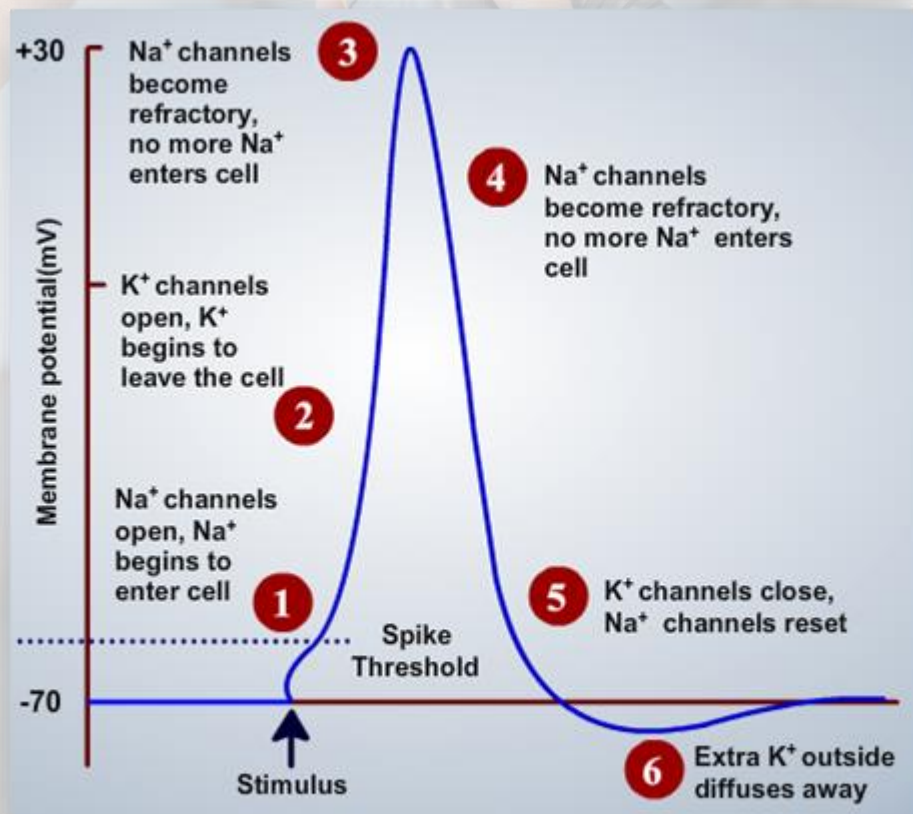 +30
Na+ channels
become
refractory,
no more Na+
enters cell
3
4
Na+ channels
become refractory,
no more Na+ enters
cell
Membrane potential(mV)
K+ channels
open, K+
begins to
leave the cell
2
Na+ channels
open, Na+
begins to
enter cell
1
5
K+ channels close,
Na+ channels reset
Spike
Threshold
-70
Stimulus
6
Extra K+ outside
diffuses away